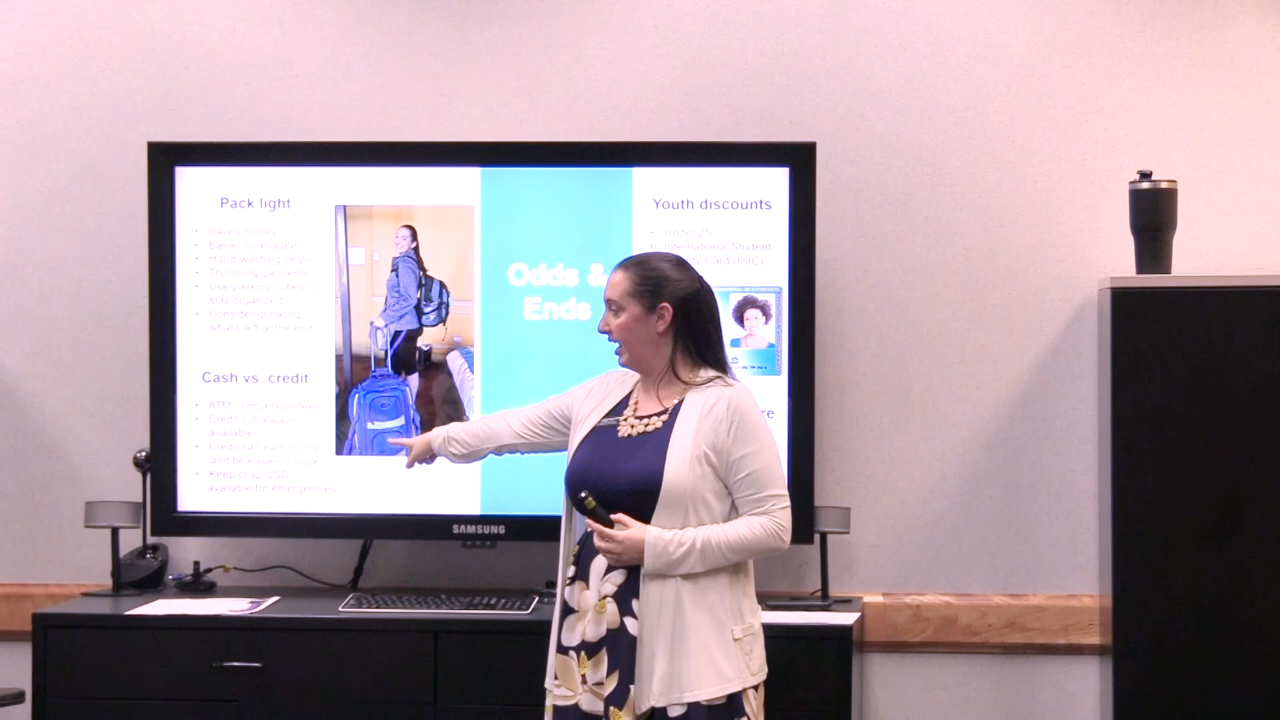 Pack light
• Saves money
• Easier to relocate
• Hand washing helps
• Try rolling garments
• Use packing cubes to
stay organized
• Consider donating
what's left at the end
Cash vs. credit
• ATM, conversion fees
• Credit not always
available
• Credit can earn points
and be easier to track
• Keep crisp USD
available for emergencies
Odds &
Ends
Youth discounts
• Under 25
• International Student
Card (ISIC)
SAMSUNG